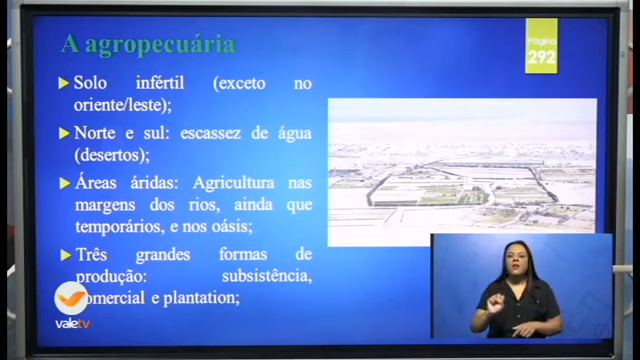 A agropecuária
Página
292
Solo infértil (exceto no
oriente/leste);
Norte e sul: escassez de água
(desertos);
Áreas áridas: Agricultura nas
margens dos rios, ainda que
temporários, e nos oásis;
Três grandes formas de
produção: subsistência,
comercial e plantation;
valetv